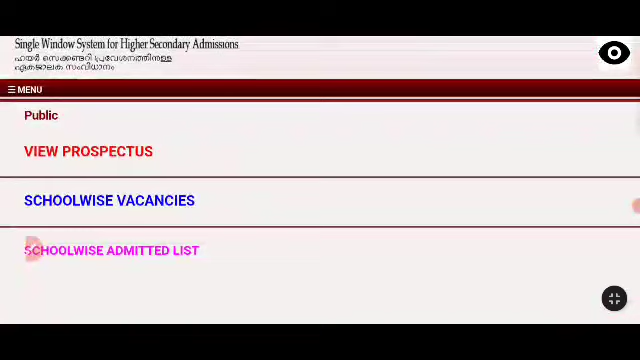 Single Window System for Higher Secondary Admissions
ഹയർ സെക്കണ്ടറി പ്രവേശനത്തിനുള്ള
ഏകജാലക സംവിധാനം
☰ MENU
Public
VIEW PROSPECTUS
SCHOOLWISE VACANCIES
SCHOOLWISE ADMITTED LIST